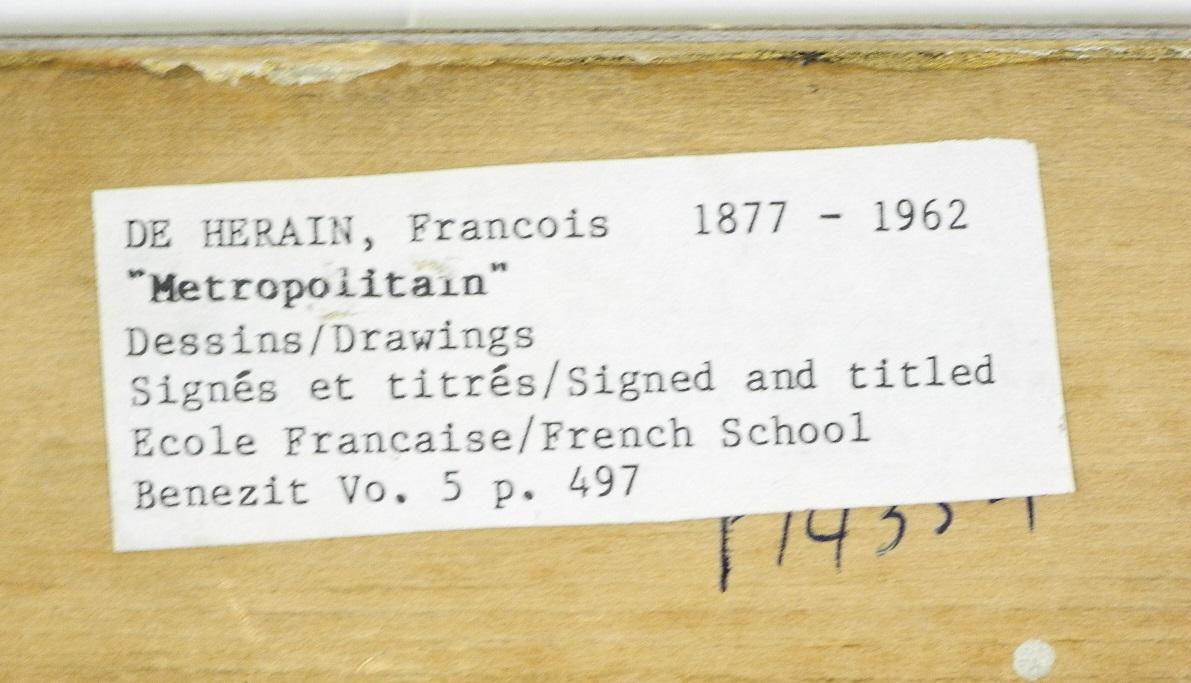 DE HERAIN, Francois 1877 - 1962
"Metropolitain"
Dessins/Drawings
Signés et titrés/Signed and titled
Ecole Francaise/French School
Benezit Vo. 5 p. 497